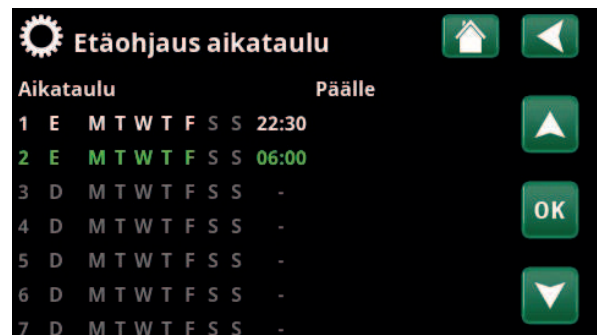 Etäohjaus aikataulu
Aikataulu Päälle
1 E M T W T F S S 22:30
2 E M T W T F S S 06:00
3 D M T W T F S S -
4 D M T W T F S S -
OK
5 D M T W T F S S -
6 D M T W T F S S -
7 D M T W T F S S -